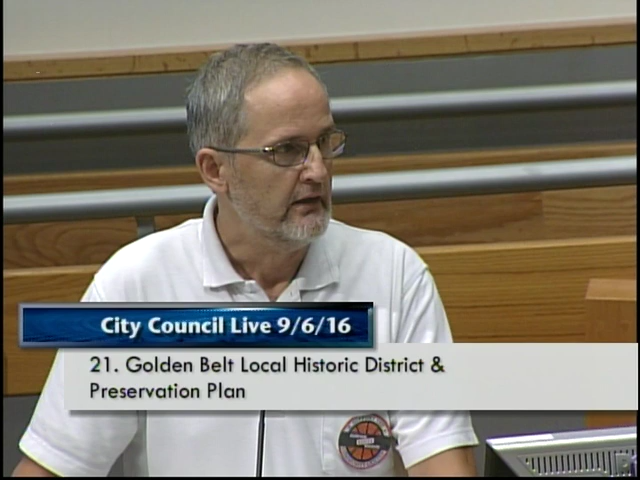 City Council Live 9/6/16
21. Golden Belt Local Historic District &
Preservation Plan